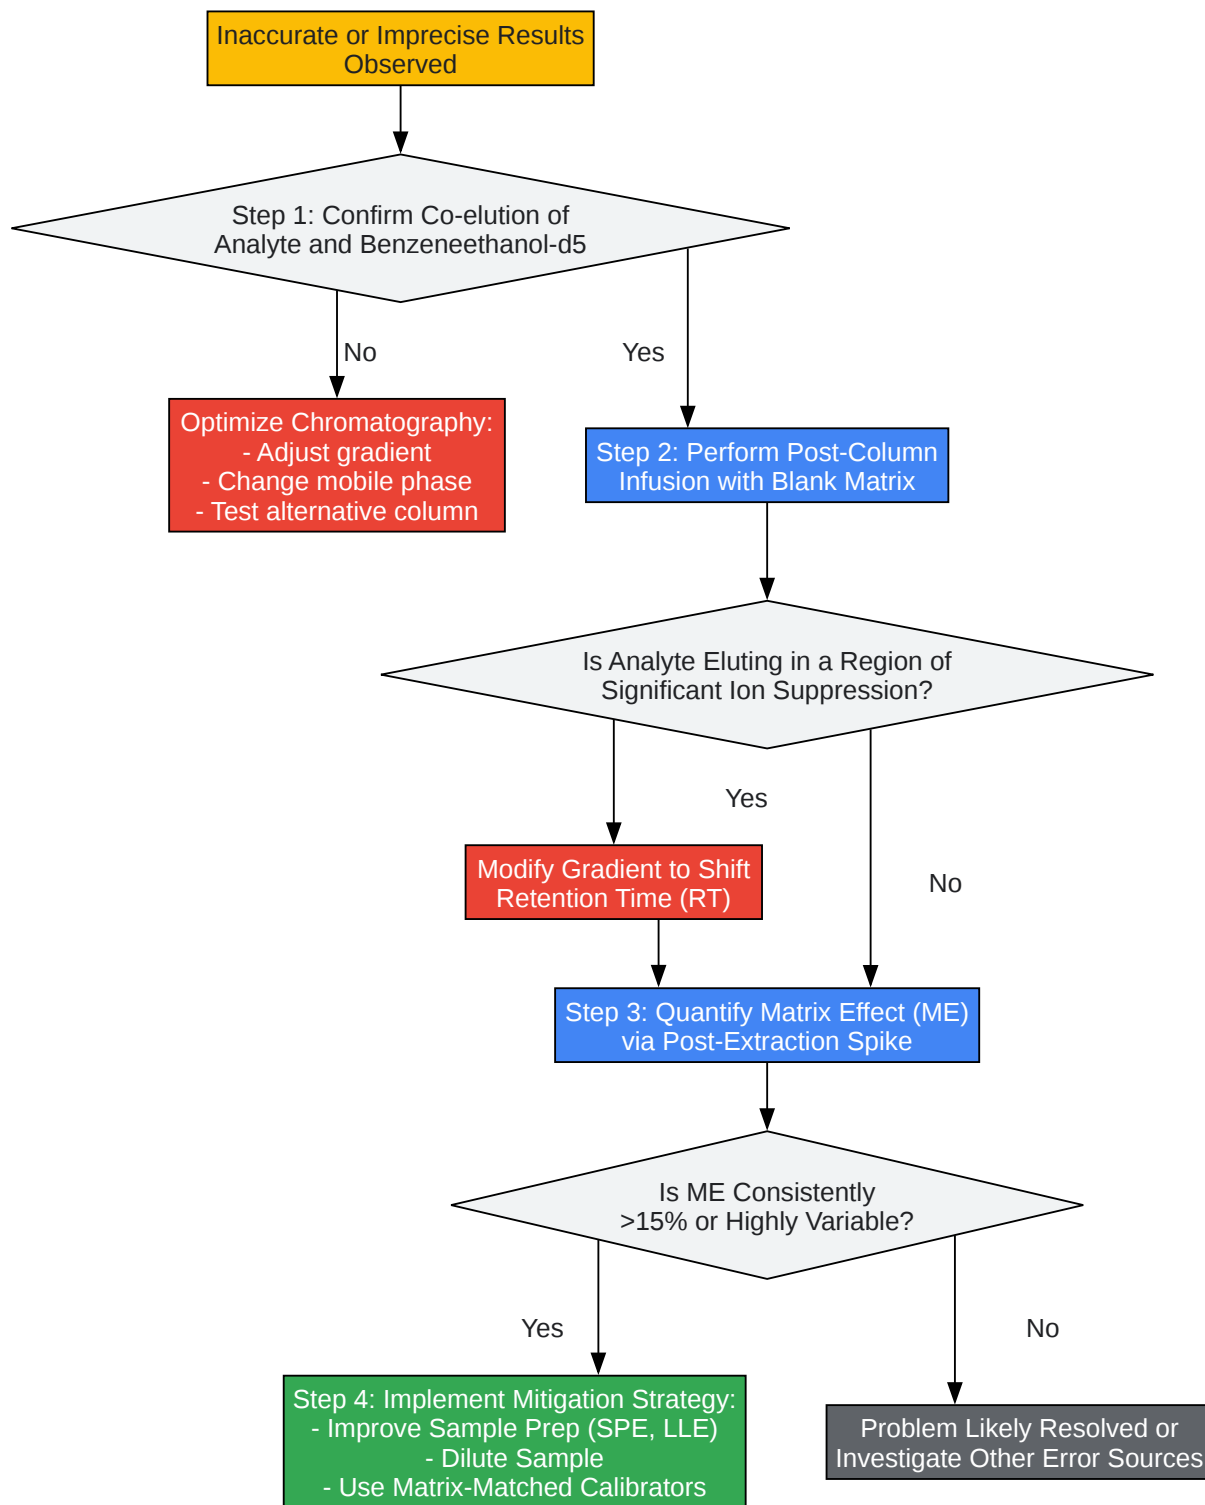 Inaccurate or Imprecise Results
Observed
Step 1: Confirm Co-elution of
Analyte and Benzeneethanol-d5
No
Yes
Optimize Chromatography:
- Adjust gradient
- Change mobile phase
- Test alternative column
Step 2: Perform Post-Column
Infusion with Blank Matrix
Is Analyte Eluting in a Region of
Significant Ion Suppression?
Yes
No
Modify Gradient to Shift
Retention Time (RT)
Step 3: Quantify Matrix Effect (ME)
via Post-Extraction Spike
Is ME Consistently
>15% or Highly Variable?
Yes
No
Step 4: Implement Mitigation Strategy:
- Improve Sample Prep (SPE, LLE)
- Dilute Sample
- Use Matrix-Matched Calibrators
Problem Likely Resolved or
Investigate Other Error Sources